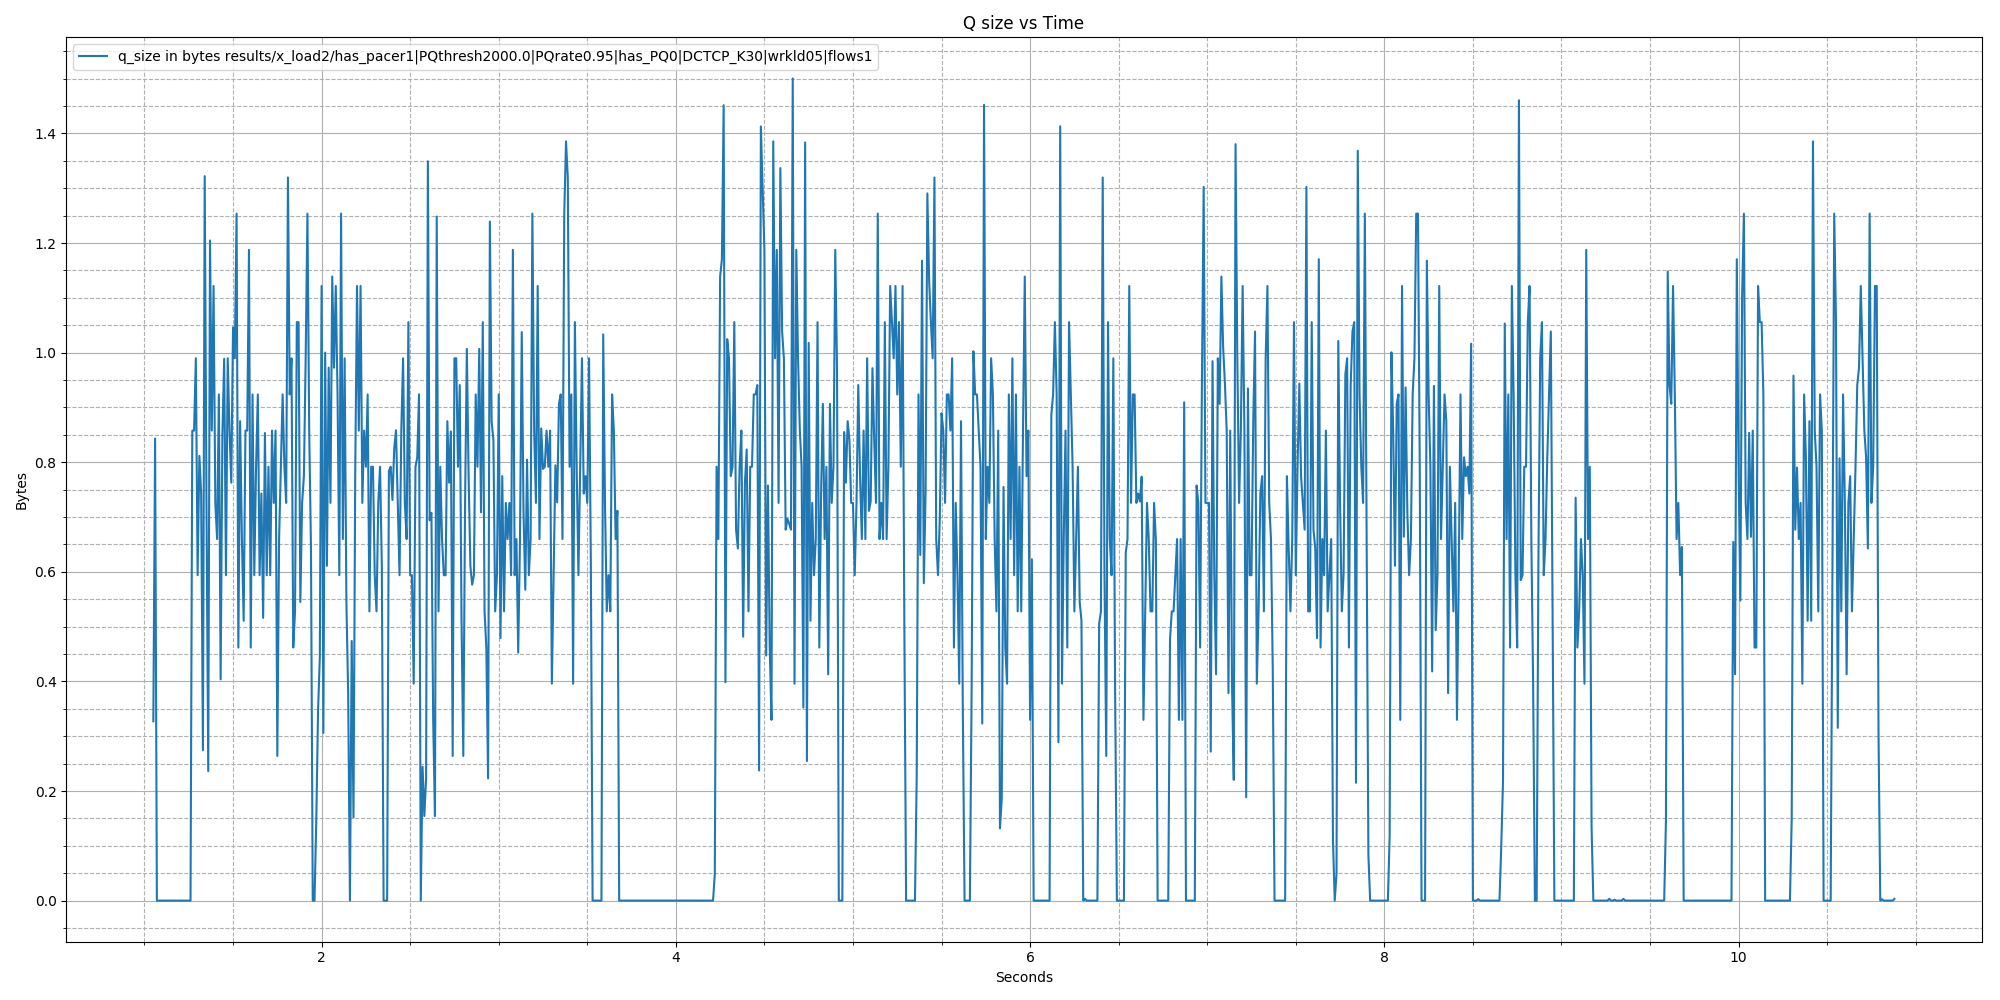 Q size vs Time
q_size in bytes results/x_load2/has_pacer1|PQthresh2000.0|PQrate0.95|has_PQ0|DCTCP_K30|wrkld05|flows1
1.4
1.2
1.0
0.8
0.6
0.4
0.2
0.0
Bytes
2 4 6 8 10
Seconds